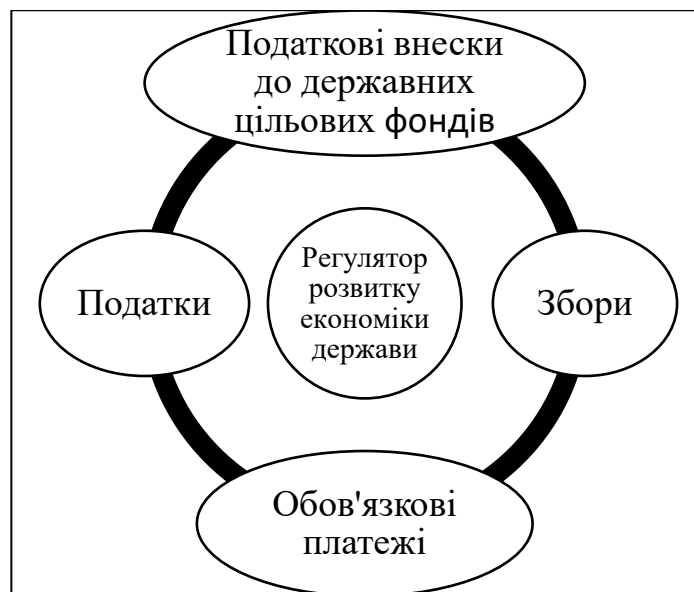 Податкові внески
до державних
цільових фондів
Податки
Регулятор
розвитку
економіки
держави
Збори
Обов'язкові
платежі